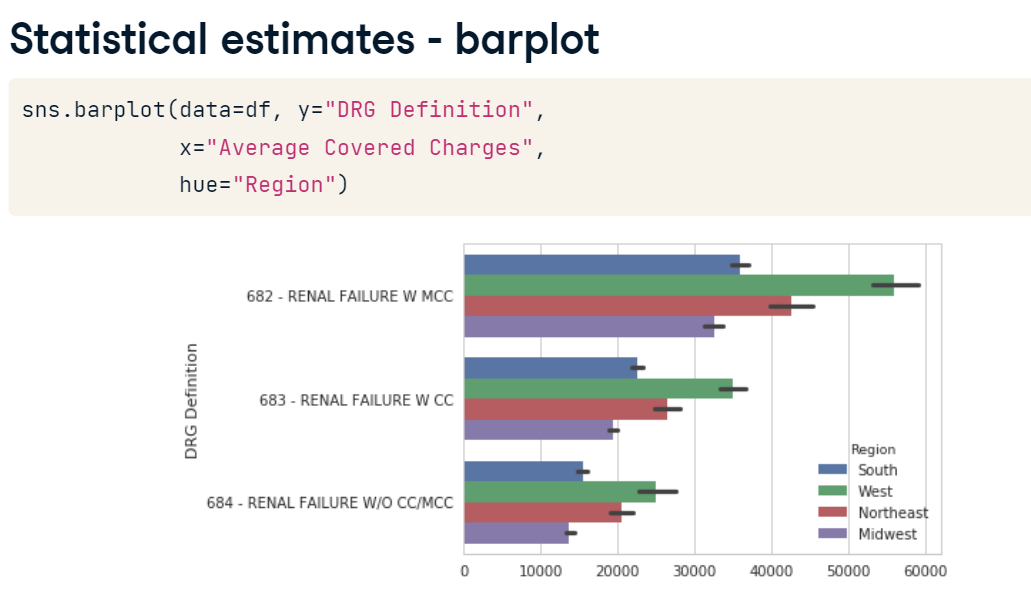 Statistical estimates - barplot
sns.barplot(data=df, y="DRG Definition",
x="Average Covered Charges",
hue="Region")
682 - RENAL FAILURE W MCC
683 - RENAL FAILURE W CC
684 - RENAL FAILURE W/O CC/MCC
DRG Definition
Region
South
West
Northeast
Midwest
0 10000 20000 30000 40000 50000 60000